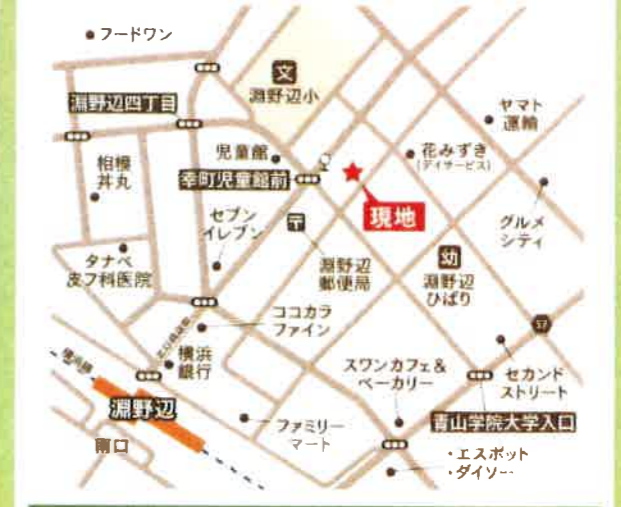 フードワン
文
淵野辺小
淵野辺四丁目
ヤマト
運輸
相模
丼丸
児童館
花みずき
(デイサービス)
幸町児童館前
現地
グルメ
シティ
セブン
イレブン
〒
淵野辺
郵便局
幼
淵野辺
ひばり
タナベ
皮フ科医院
ココカラ
ファイン
57
横浜線
横浜
銀行
スワンカフェ&
ベーカリー
セカンド
ストリート
淵野辺
南口
ファミリー
マート
青山学院大学入口
・エスポット
・ダイソー